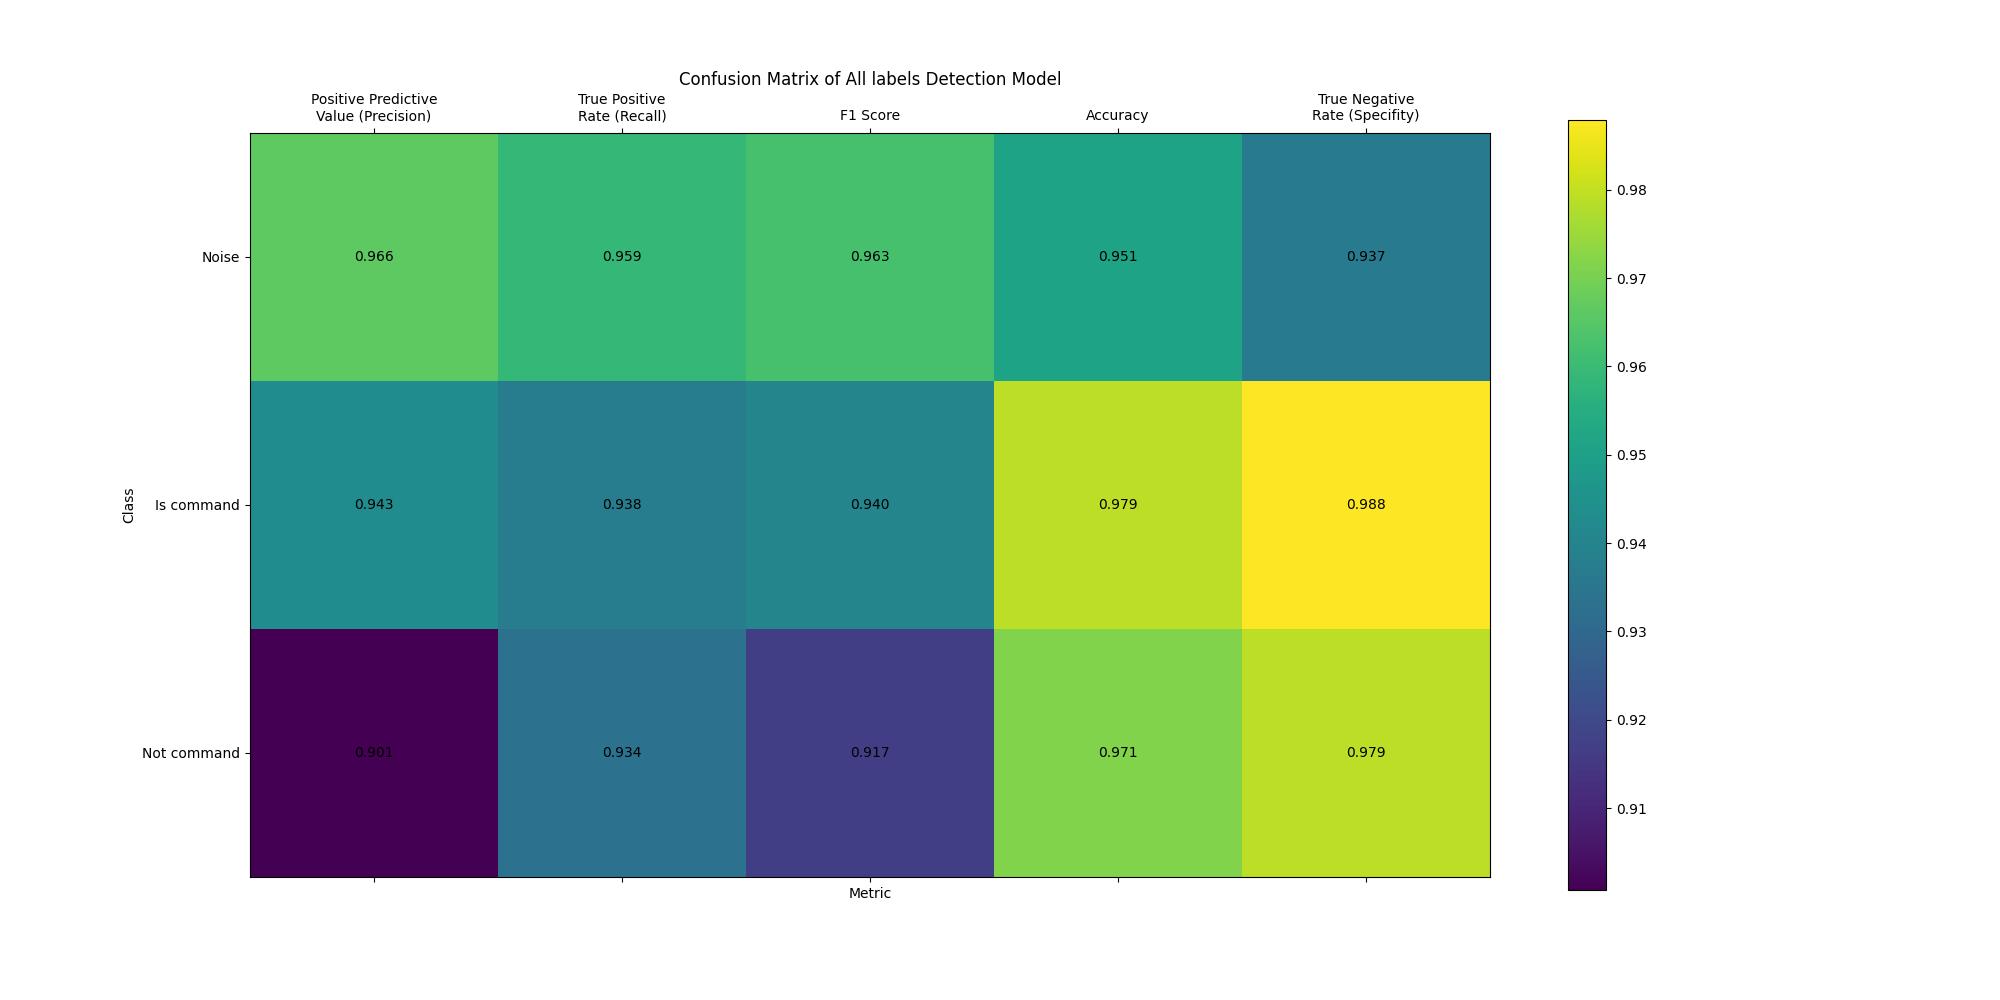 Confusion Matrix of All labels Detection Model
Positive Predictive
Value (Precision)
True Positive
Rate (Recall)
F1 Score
Accuracy
True Negative
Rate (Specifity)
Noise
0.966
0.959
0.963
0.951
0.937
Is command
0.943
0.938
0.940
0.979
0.988
Not command
0.901
0.934
0.917
0.971
0.979
Class
Metric
0.98
0.97
0.96
0.95
0.94
0.93
0.92
0.91